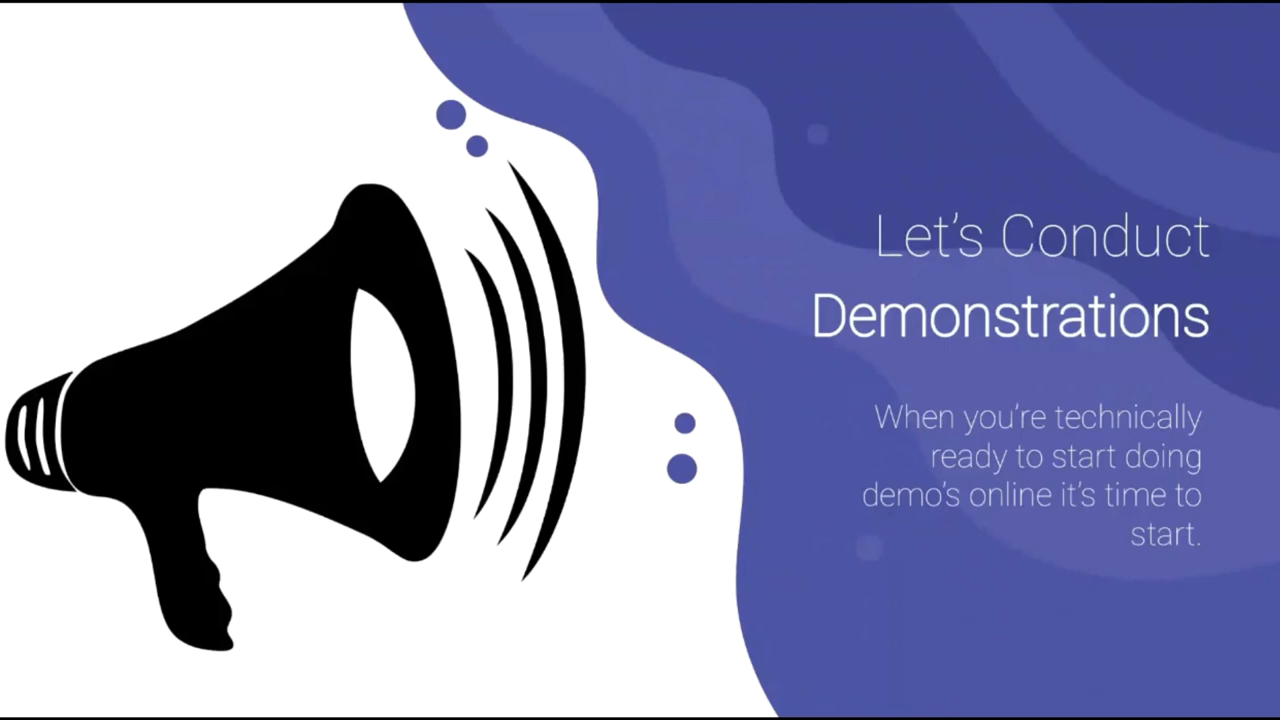 Let's Conduct
Demonstrations
When you're technically
ready to start doing
demo's online it's time to
start.